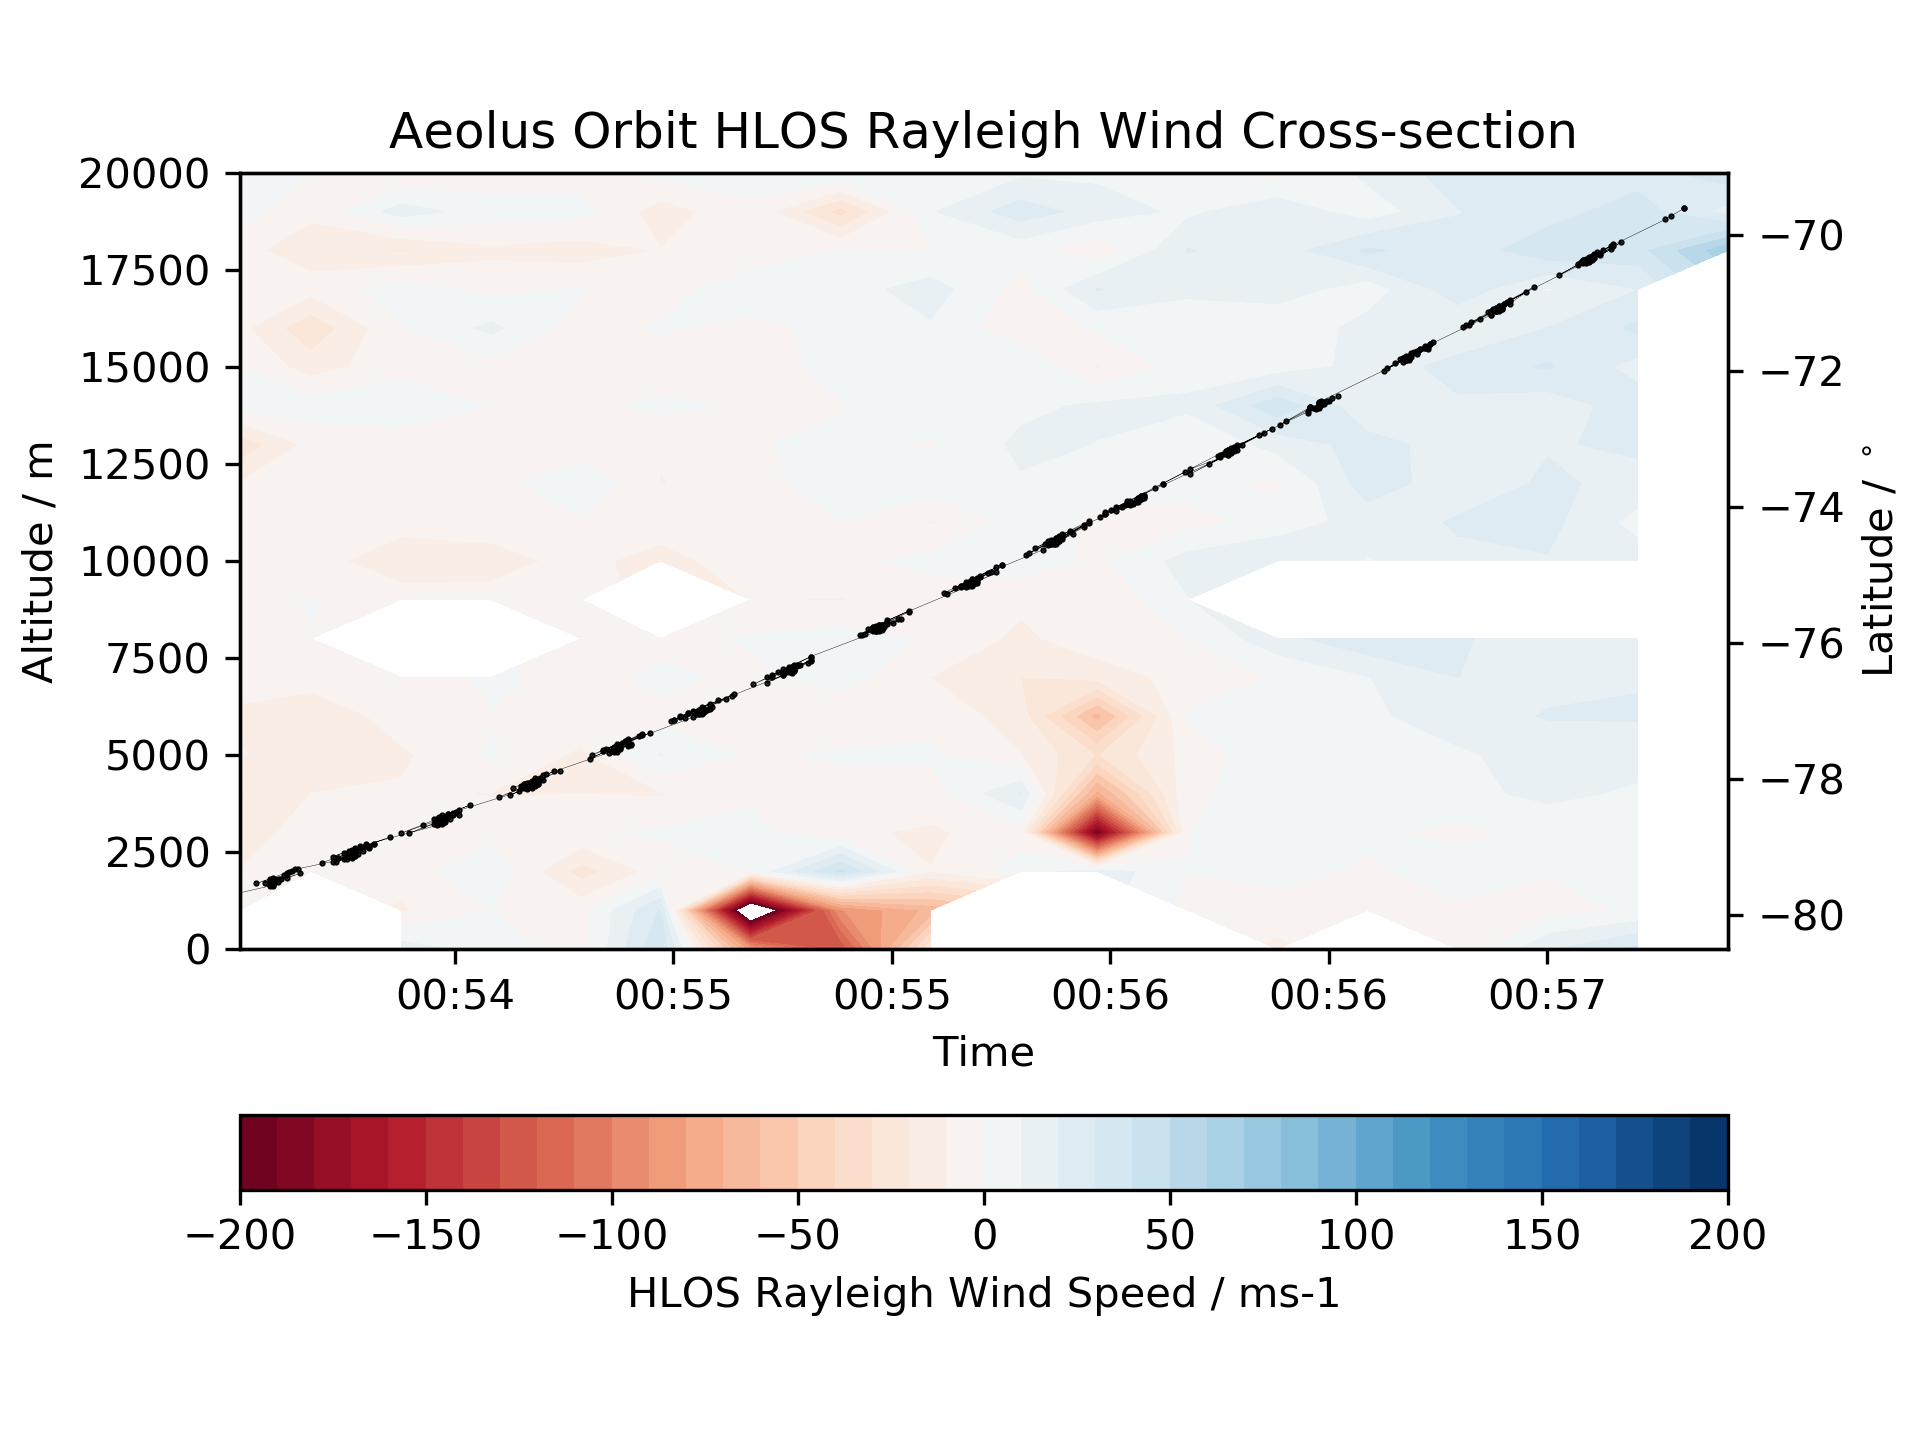 Aeolus Orbit HLOS Rayleigh Wind Cross-section
20000
17500
15000
12500
10000
7500
5000
2500
0
Altitude / m
−70
−72
−74
−76
−78
−80
Latitude / °
00:54 00:55 00:55 00:56 00:56 00:57
Time
−200 −150 −100 −50 0 50 100 150 200
HLOS Rayleigh Wind Speed / ms-1